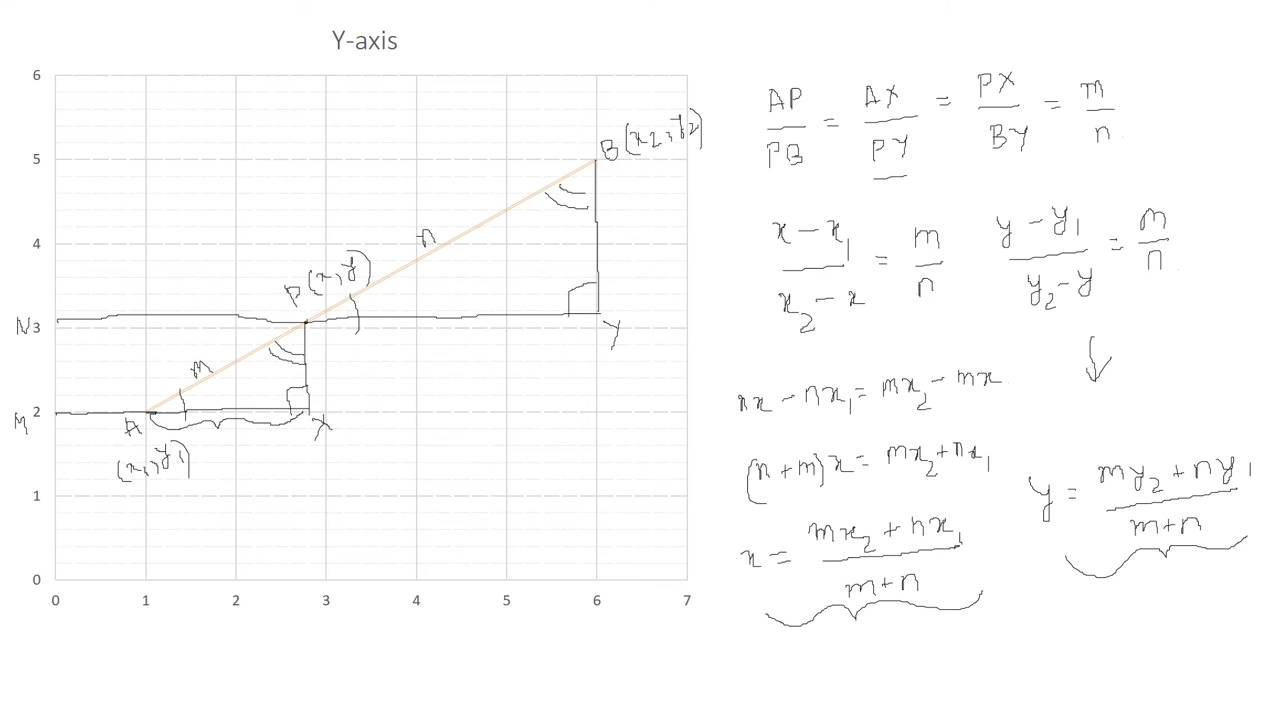 Y-axis
6
5
4
3
2
1
0
0 1 2 3 4 5 6 7
B(x2, y2)
n
P(x, y)
N
Y
m
M
A
X
(x1, y1)
AP/PB = AX/PY = PX/BY = m/n
x - x1 / x2 - x = m/n
y - y1 / y2 - y = m/n
nx - nx1 = mx2 - mx
(n+m)x = mx2 + nx1
x = mx2 + nx1 / m+n
y = my2 + ny1 / m+n